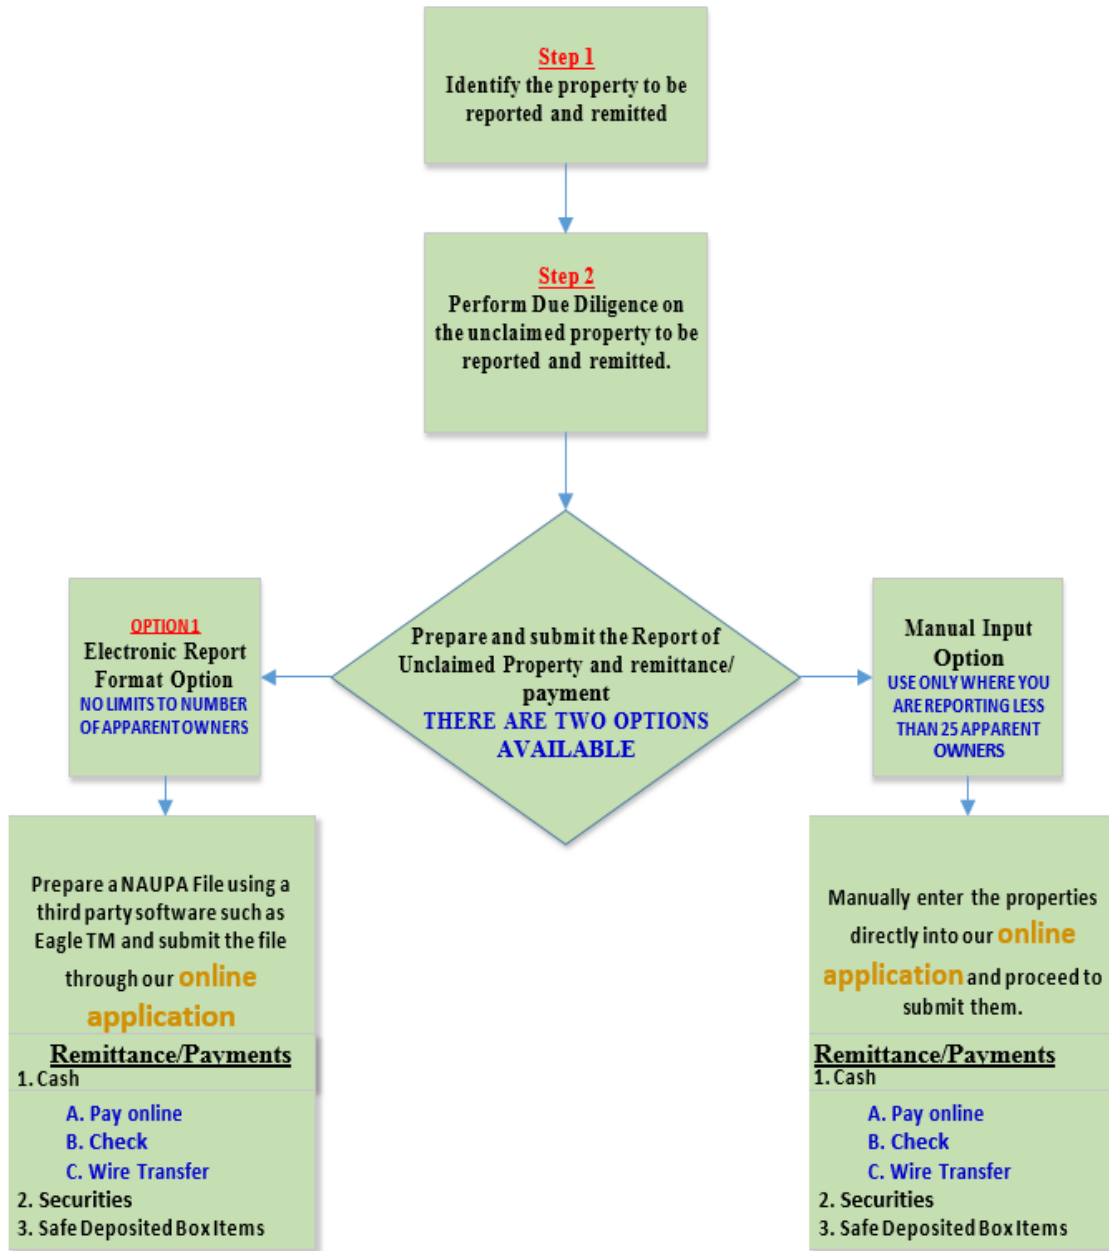 Step 1
Identify the property to be
reported and remitted
Step 2
Perform Due Diligence on
the unclaimed property to be
reported and remitted.
Prepare and submit the Report of
Unclaimed Property and remittance/
payment
THERE ARE TWO OPTIONS
AVAILABLE
OPTION 1
Electronic Report
Format Option
NO LIMITS TO NUMBER
OF APPARENT OWNERS
Manual Input
Option
USE ONLY WHERE YOU
ARE REPORTING LESS
THAN 25 APPARENT
OWNERS
Prepare a NAUPA File using a
third party software such as
Eagle TM and submit the file
through our online
application
Remittance/Payments
1. Cash
A. Pay online
B. Check
C. Wire Transfer
2. Securities
3. Safe Deposited Box Items
Manually enter the properties
directly into our online
application and proceed to
submit them.
Remittance/Payments
1. Cash
A. Pay online
B. Check
C. Wire Transfer
2. Securities
3. Safe Deposited Box Items